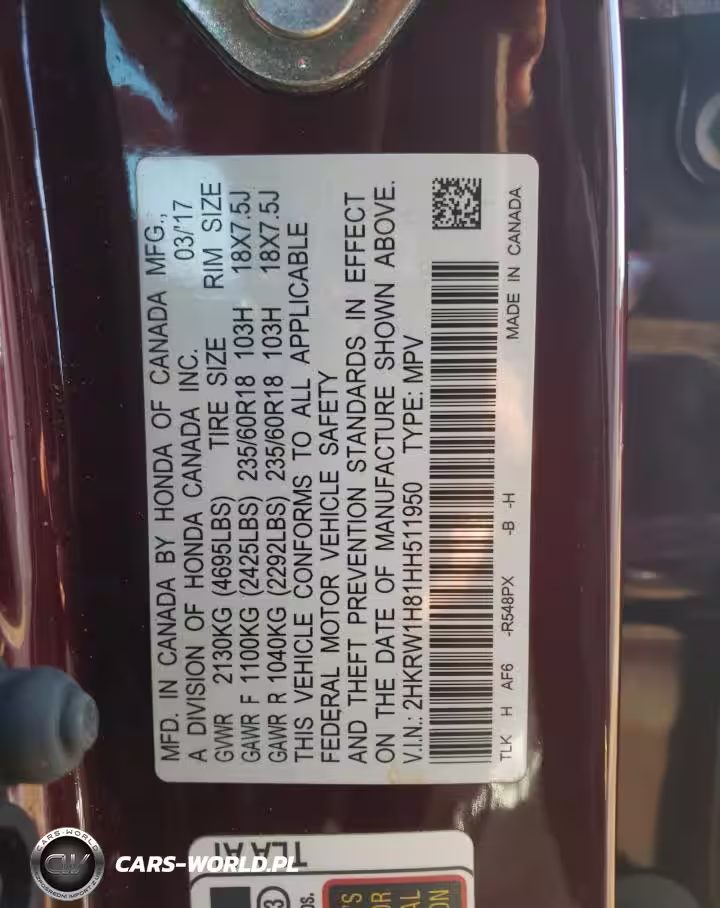 MFD. IN CANADA BY HONDA OF CANADA MFG.,
A DIVISION OF HONDA CANADA INC. 03/'17
GVWR 2130KG (4695LBS) TIRE SIZE RIM SIZE
GAWR F 1100KG (2425LBS) 235/60R18 103H 18X7.5J
GAWR R 1040KG (2292LBS) 235/60R18 103H 18X7.5J
THIS VEHICLE CONFORMS TO ALL APPLICABLE
FEDERAL MOTOR VEHICLE SAFETY
AND THEFT PREVENTION STANDARDS IN EFFECT
ON THE DATE OF MANUFACTURE SHOWN ABOVE.
V.I.N.: 2HKRW1H81HH511950 TYPE: MPV
TLK H AF6 -R548PX -B -H MADE IN CANADA
CARS-WORLD
CW
CARS-WORLD.PL